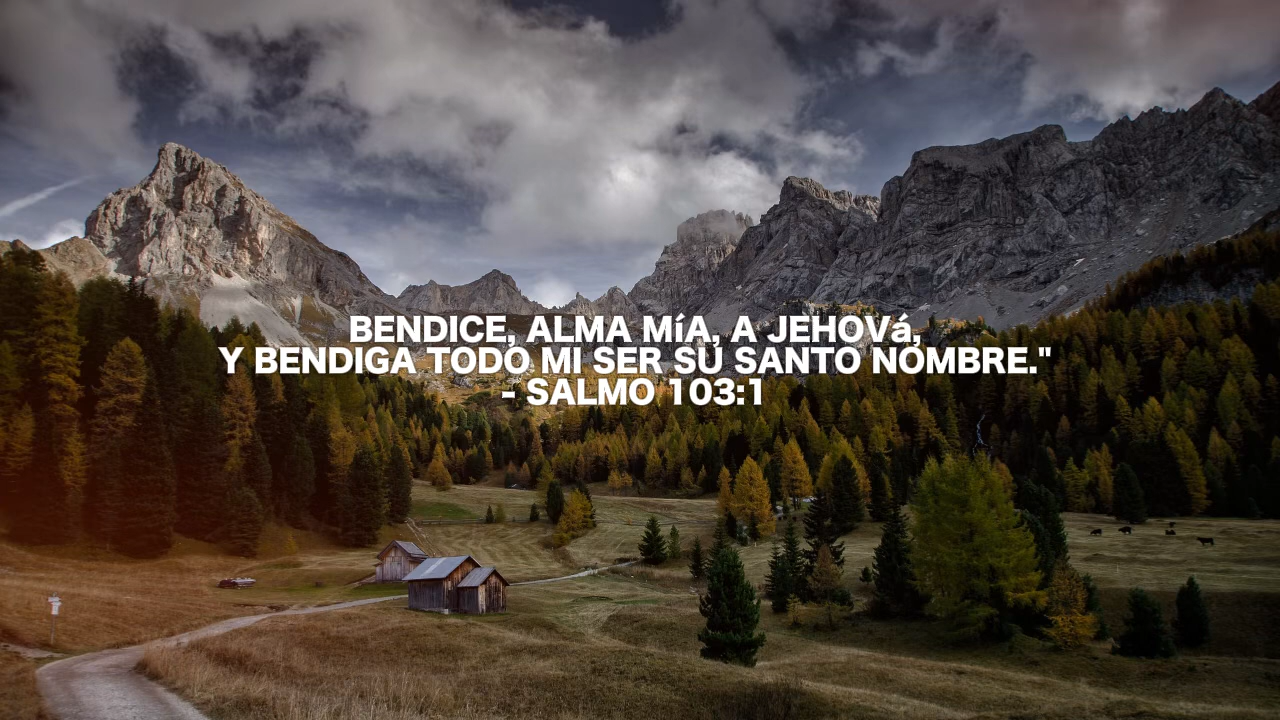 BENDICE, ALMA MíA, A JEHOVá,
Y BENDIGA TODO MI SER SU SANTO NOMBRE."
- SALMO 103:1